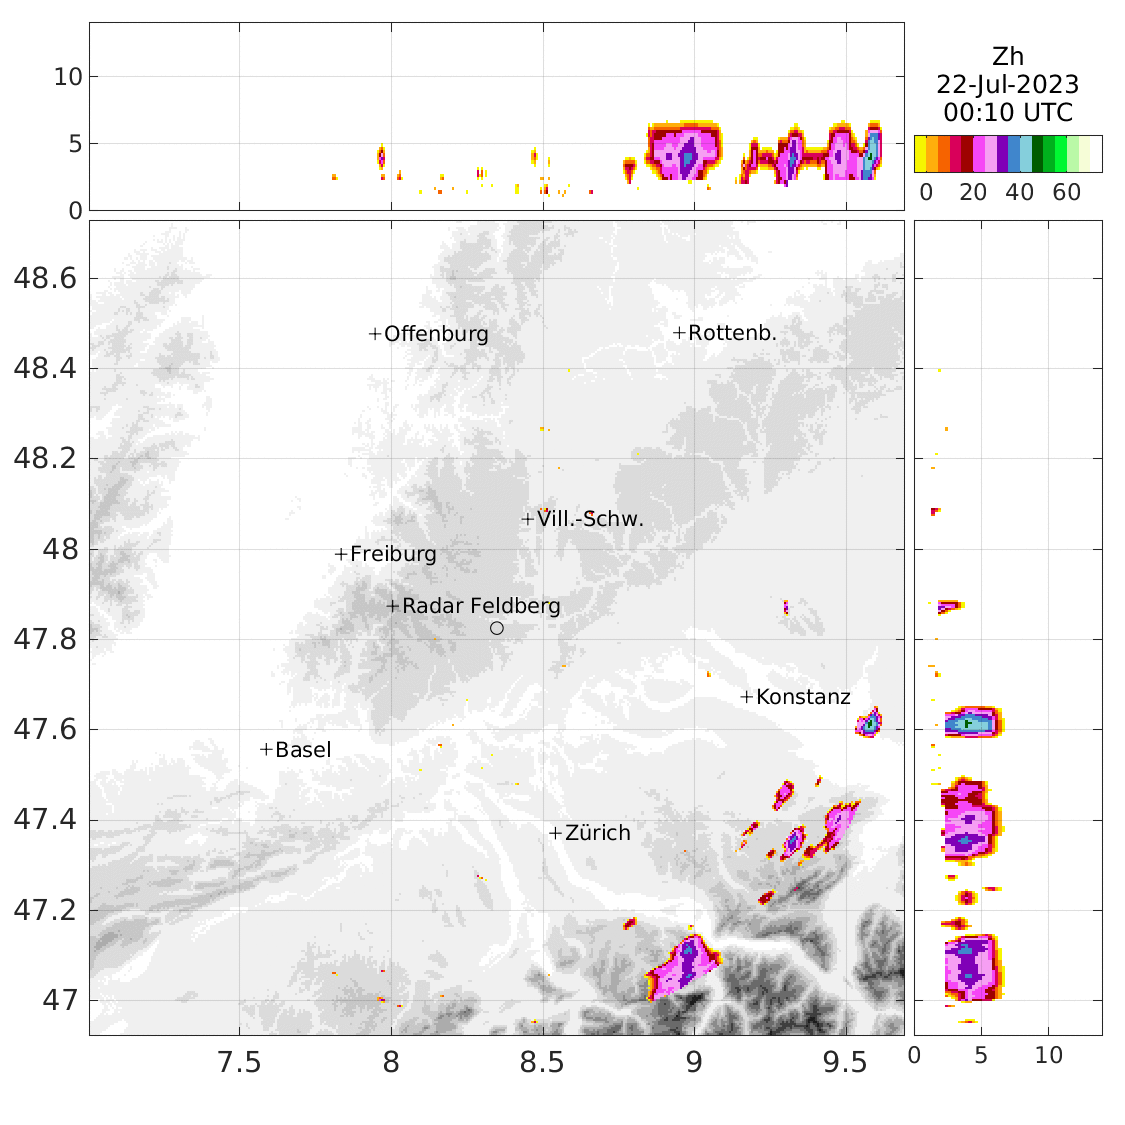 10
5
0
Zh
22-Jul-2023
00:10 UTC
0 20 40 60
48.6
48.4
48.2
48
47.8
47.6
47.4
47.2
47
Offenburg
Rottenb.
Vill.-Schw.
Freiburg
Radar Feldberg
Konstanz
Basel
Zürich
7.5 8 8.5 9 9.5
0 5 10